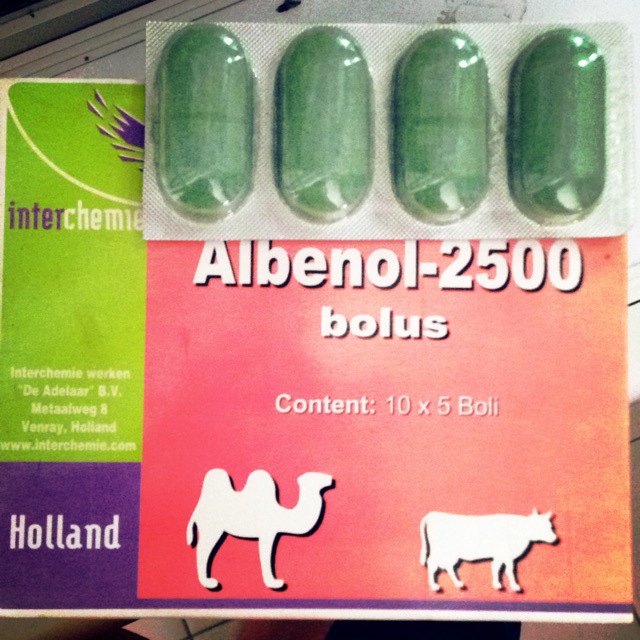 interchemie
Albenol-2500
bolus
Content: 10 x 5 Boli
Interchemie werken
"De Adelaar" B.V.
Metaalweg 8
Venray, Holland
www.interchemie.com
Holland